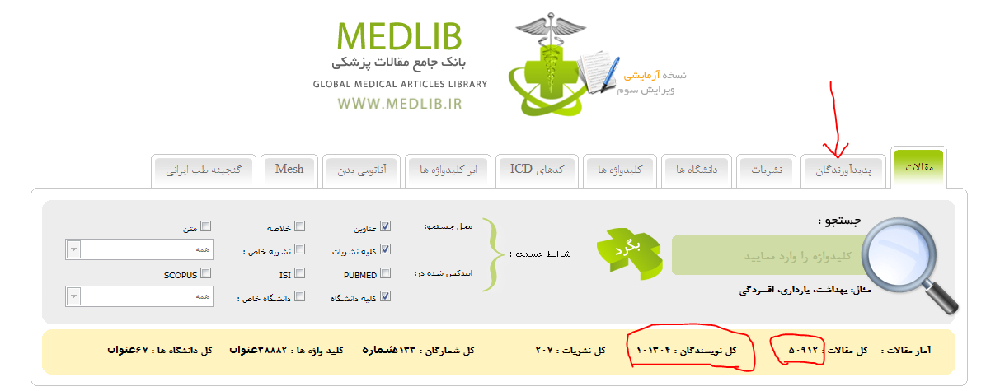 MEDLIB
بانک جامع مقالات پزشکی
GLOBAL MEDICAL ARTICLES LIBRARY
WWW.MEDLIB.IR
نسخه آزمایشی
ویرایش سوم
مقالات
پدیدآورندگان
نشریات
دانشگاه ها
کلیدواژه ها
کدهای ICD
ابر کلیدواژه ها
آناتومی بدن
Mesh
گنجینه طب ایرانی
جستجو :
کلیدواژه را وارد نمایید
مثال: بهداشت، بارداری، افسردگی
بگرد
شرایط جستجو :
محل جستجو: عناوین خلاصه متن
کلیه نشریات نشریه خاص : همه
ایندکس شده در: PUBMED ISI SCOPUS
کلیه دانشگاه دانشگاه خاص : همه
آمار مقالات : کل مقالات : ۵۰۹۱۲ کل نویسندگان : ۱۰۱۳۰۴ کل نشریات : ۲۰۷ کل شمارگان : ۱۳۳شماره کلید واژه ها : ۳۸۸۸۲عنوان کل دانشگاه ها : ۶۷عنوان